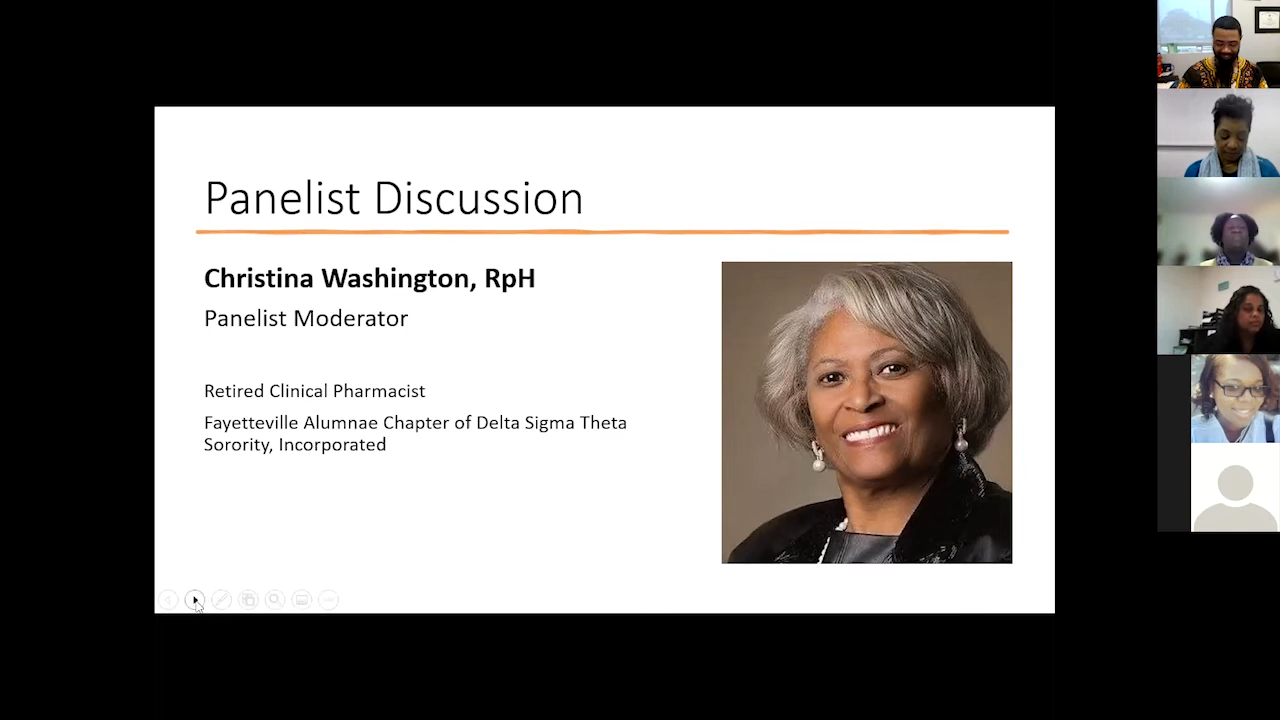 Panelist Discussion
Christina Washington, RpH
Panelist Moderator
Retired Clinical Pharmacist
Fayetteville Alumnae Chapter of Delta Sigma Theta
Sorority, Incorporated